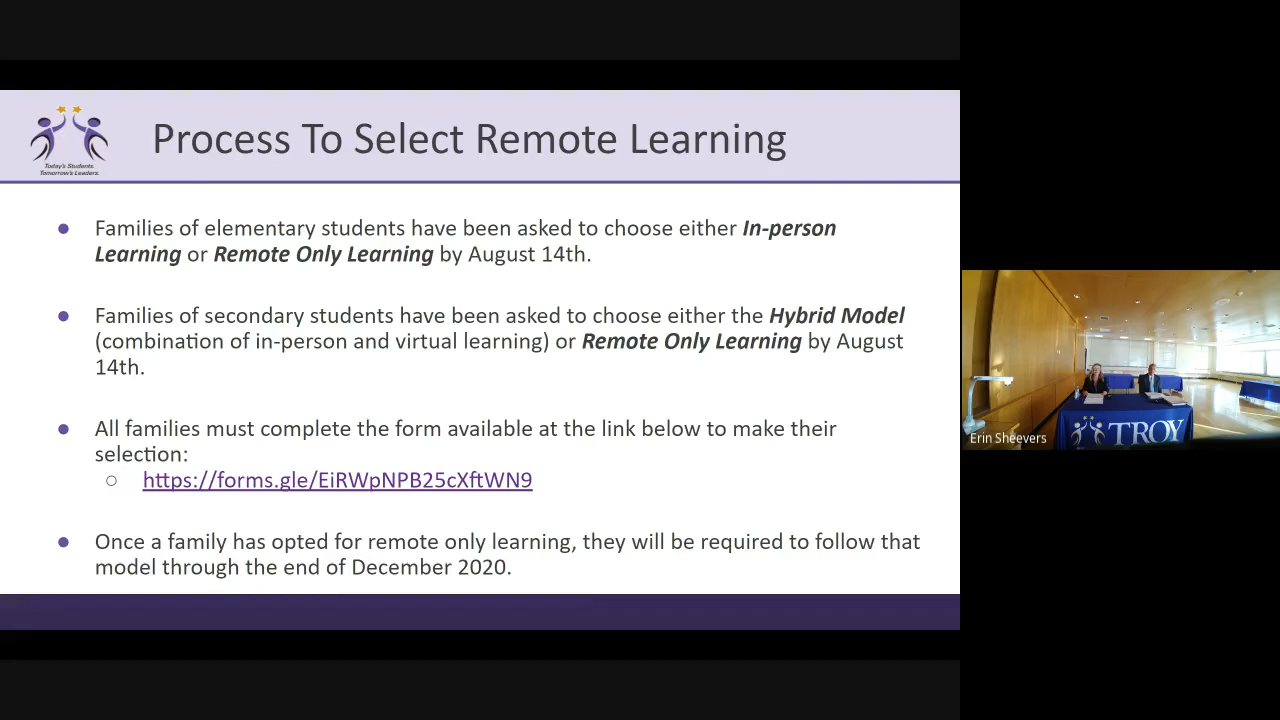 Today's Students.
Tomorrow's Leaders.
Process To Select Remote Learning
● Families of elementary students have been asked to choose either In-person
Learning or Remote Only Learning by August 14th.
● Families of secondary students have been asked to choose either the Hybrid Model
(combination of in-person and virtual learning) or Remote Only Learning by August
14th.
● All families must complete the form available at the link below to make their
selection:
○ https://forms.gle/EiRWpNPB25cXftWN9
● Once a family has opted for remote only learning, they will be required to follow that
model through the end of December 2020.
Erin Sheevers
TROY